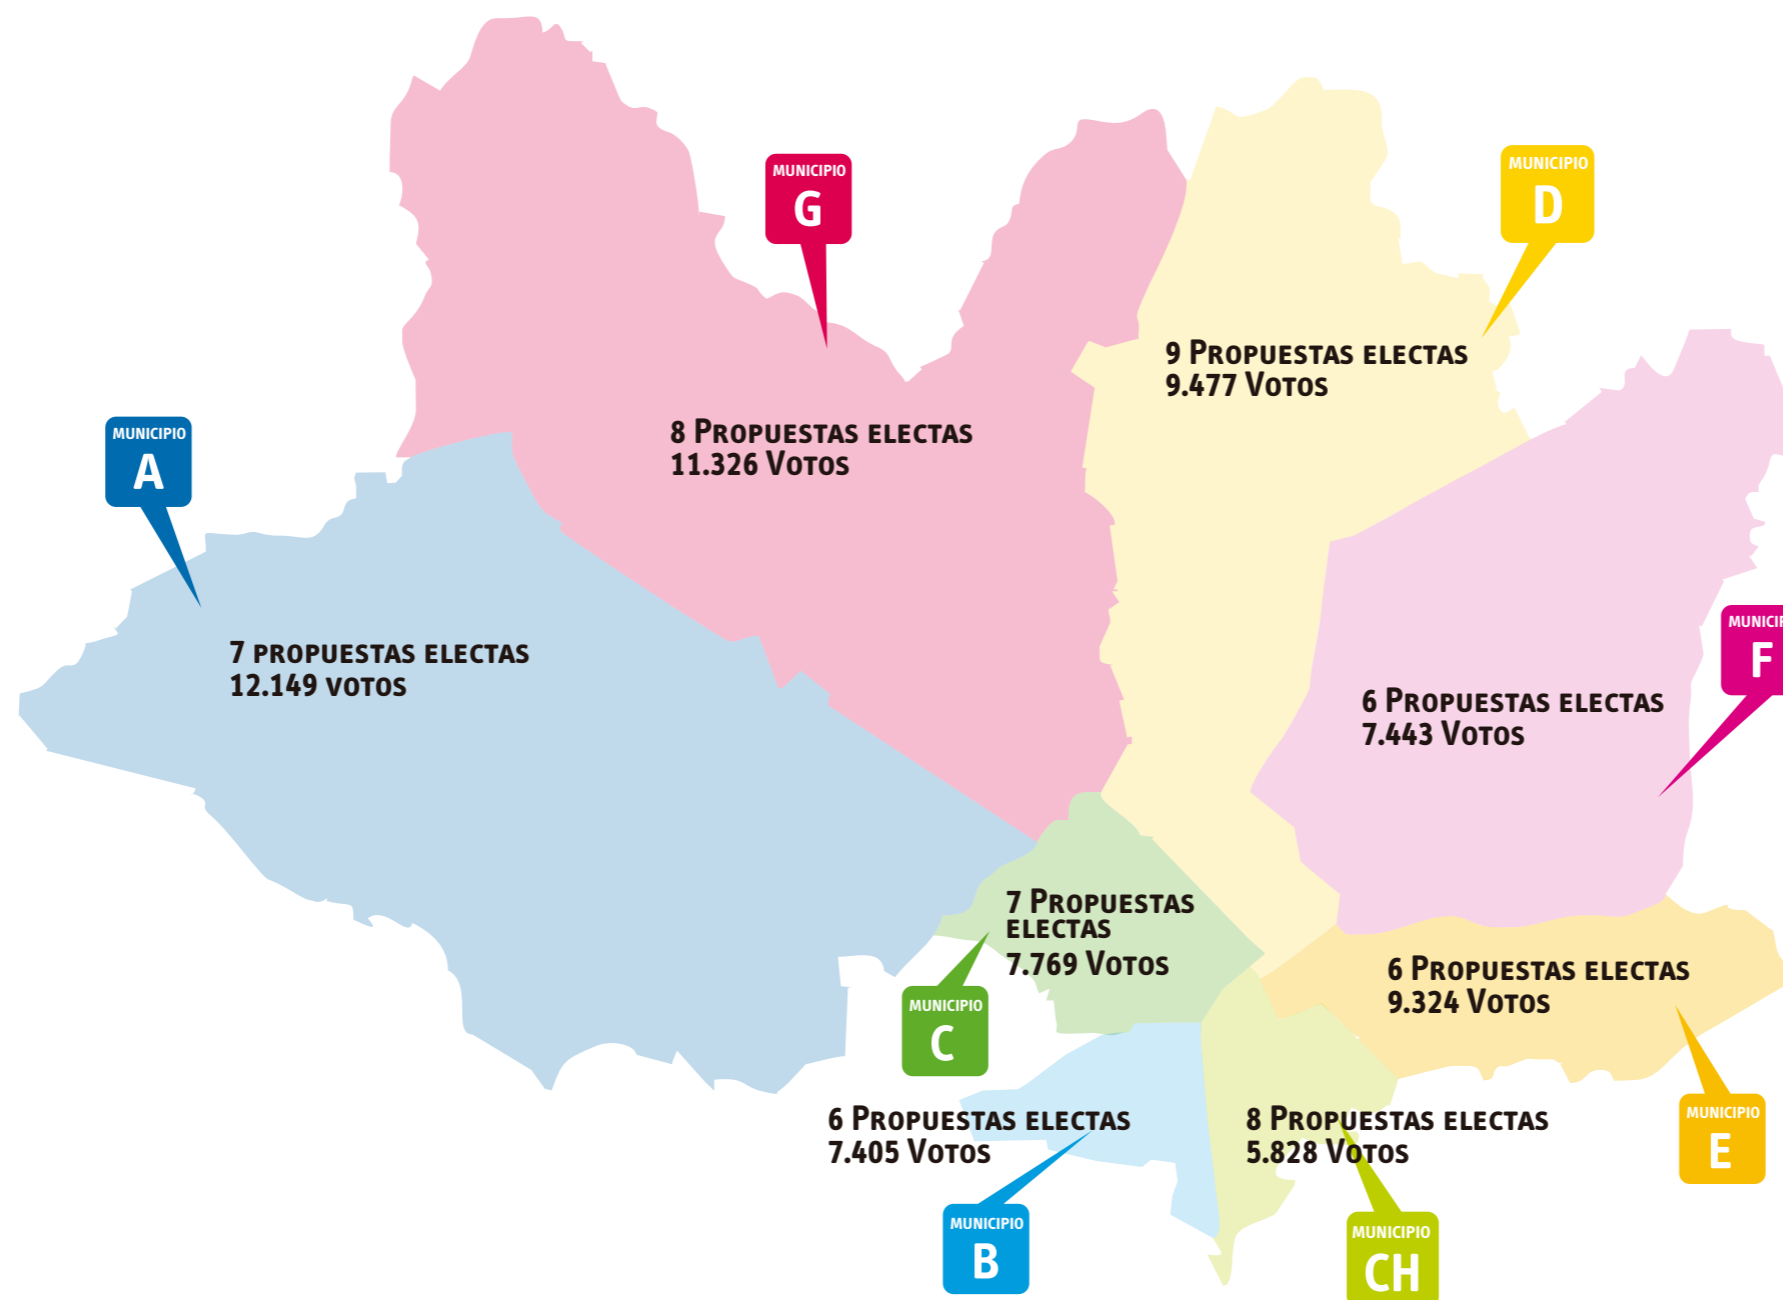 MUNICIPIO
G
MUNICIPIO
D
9 Propuestas electas
9.477 Votos
8 Propuestas electas
11.326 Votos
MUNICIPIO
A
7 propuestas electas
12.149 votos
MUNICIP
F
6 Propuestas electas
7.443 Votos
7 Propuestas
electas
7.769 Votos
6 Propuestas electas
9.324 Votos
MUNICIPIO
C
MUNICIPIO
E
6 Propuestas electas
7.405 Votos
8 Propuestas electas
5.828 Votos
MUNICIPIO
B
MUNICIPIO
CH